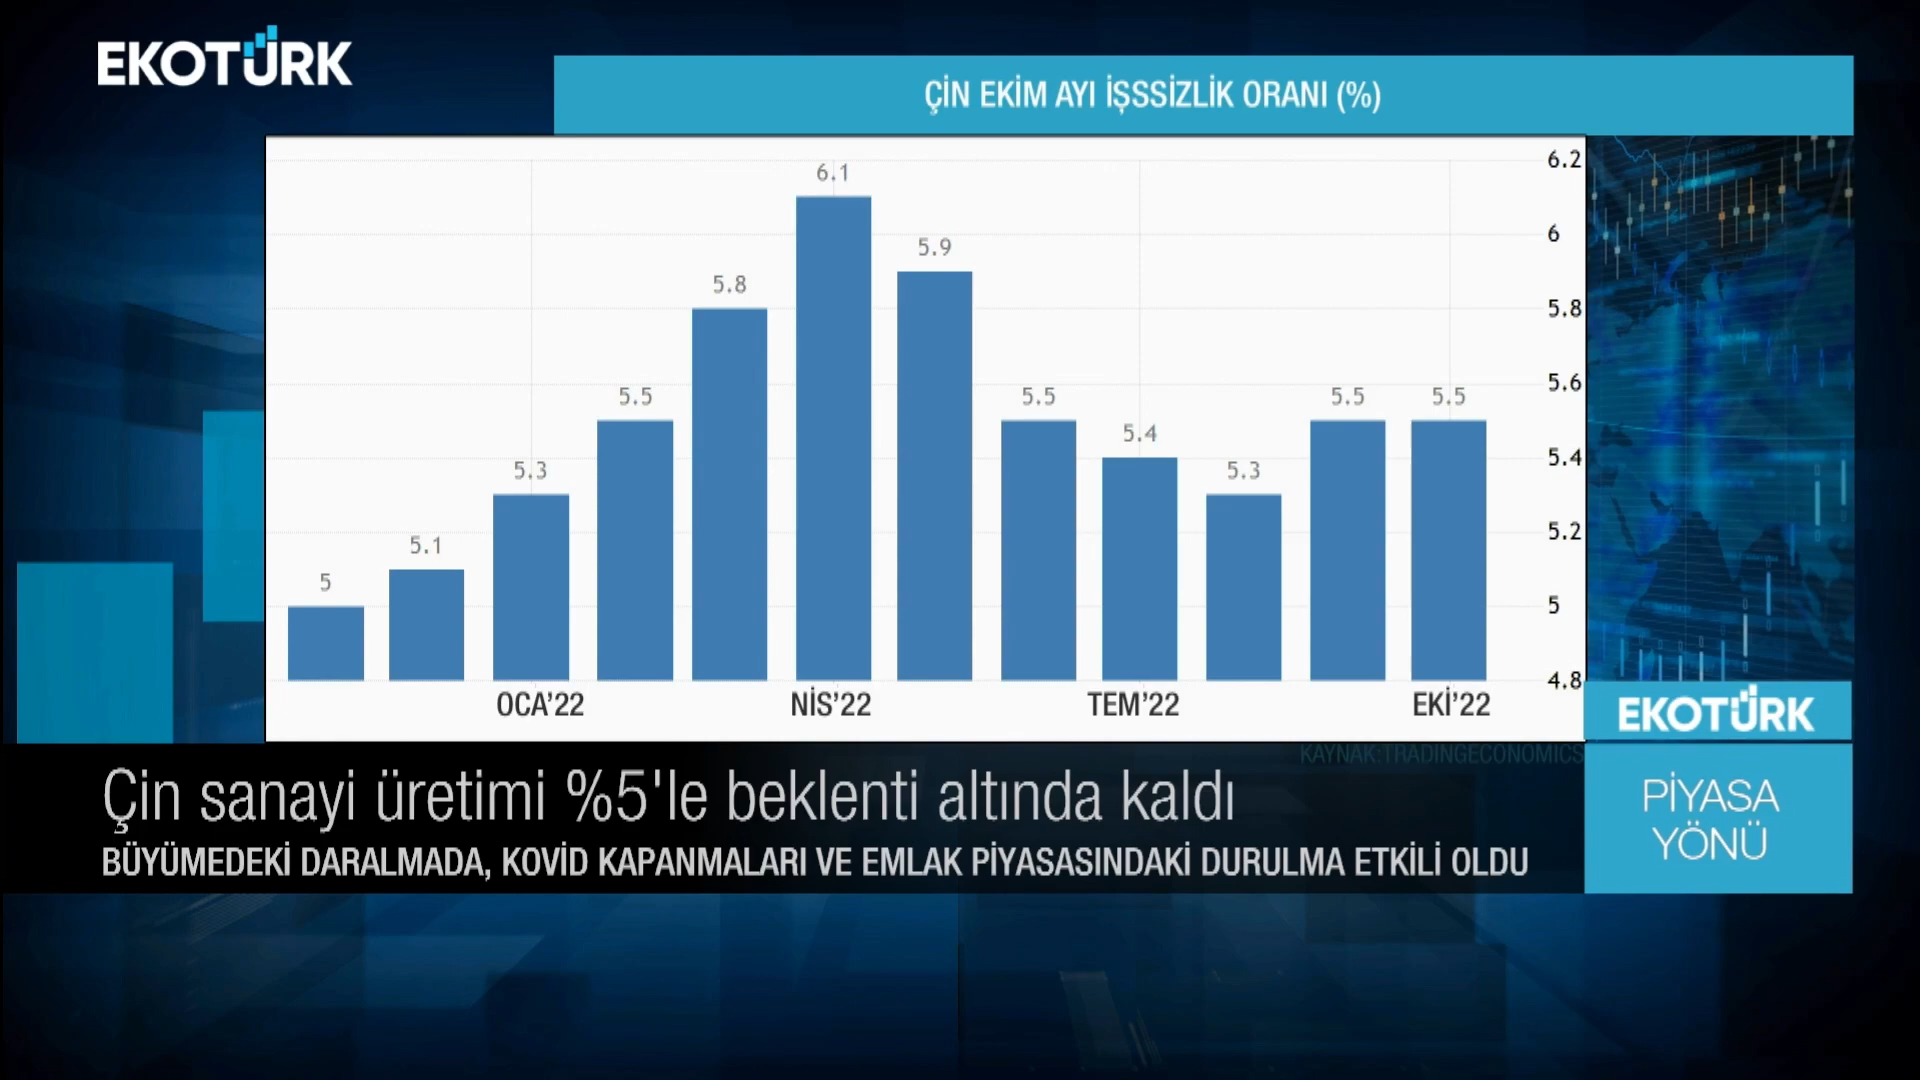 EKOTÜRK
ÇİN EKİM AYI İŞSSİZLİK ORANI (%)
6.2
6
5.8
5.6
5.4
5.2
5
4.8
5
5.1
5.3
5.5
5.8
6.1
5.9
5.5
5.4
5.3
5.5
5.5
OCA'22 NİS'22 TEM'22 EKİ'22
EKOTÜRK
KAYNAK:TRADINGECONOMICS
Çin sanayi üretimi %5'le beklenti altında kaldı
BÜYÜMEDEKİ DARALMADA, KOVİD KAPANMALARI VE EMLAK PİYASASINDAKİ DURULMA ETKİLİ OLDU
PİYASA
YÖNÜ